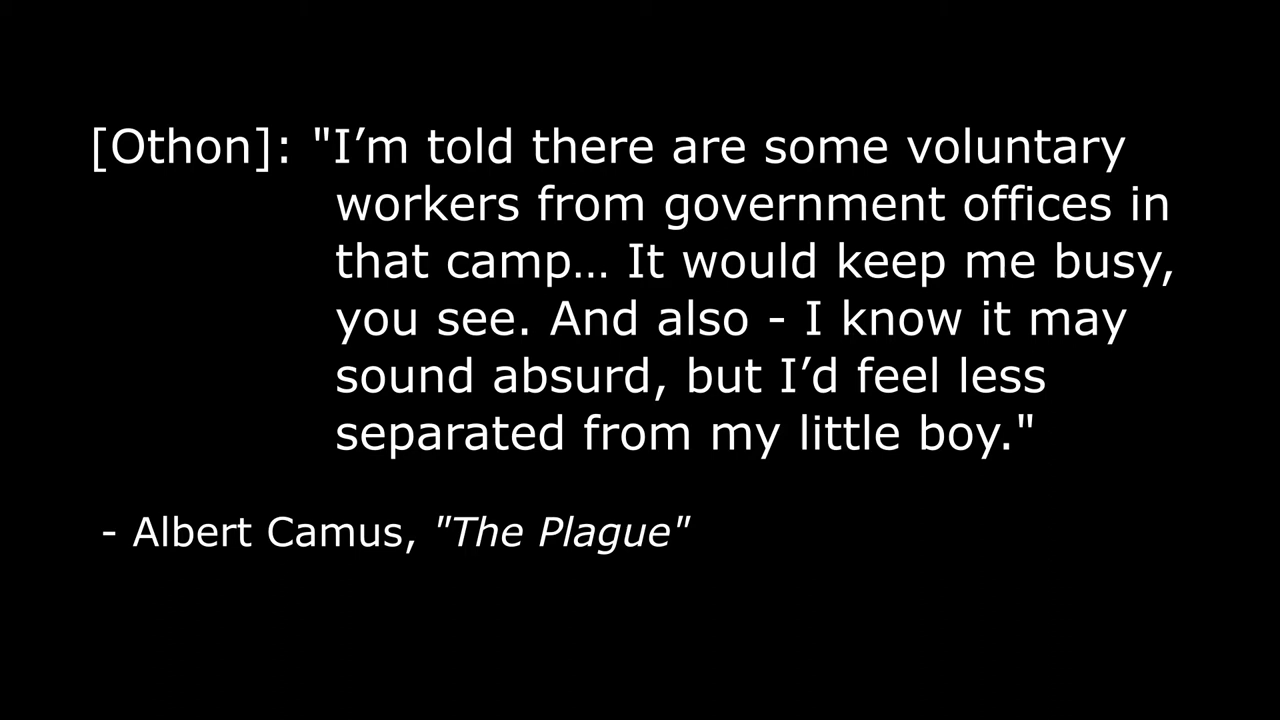 [Othon]: "I’m told there are some voluntary
workers from government offices in
that camp… It would keep me busy,
you see. And also - I know it may
sound absurd, but I’d feel less
separated from my little boy."
- Albert Camus, "The Plague"